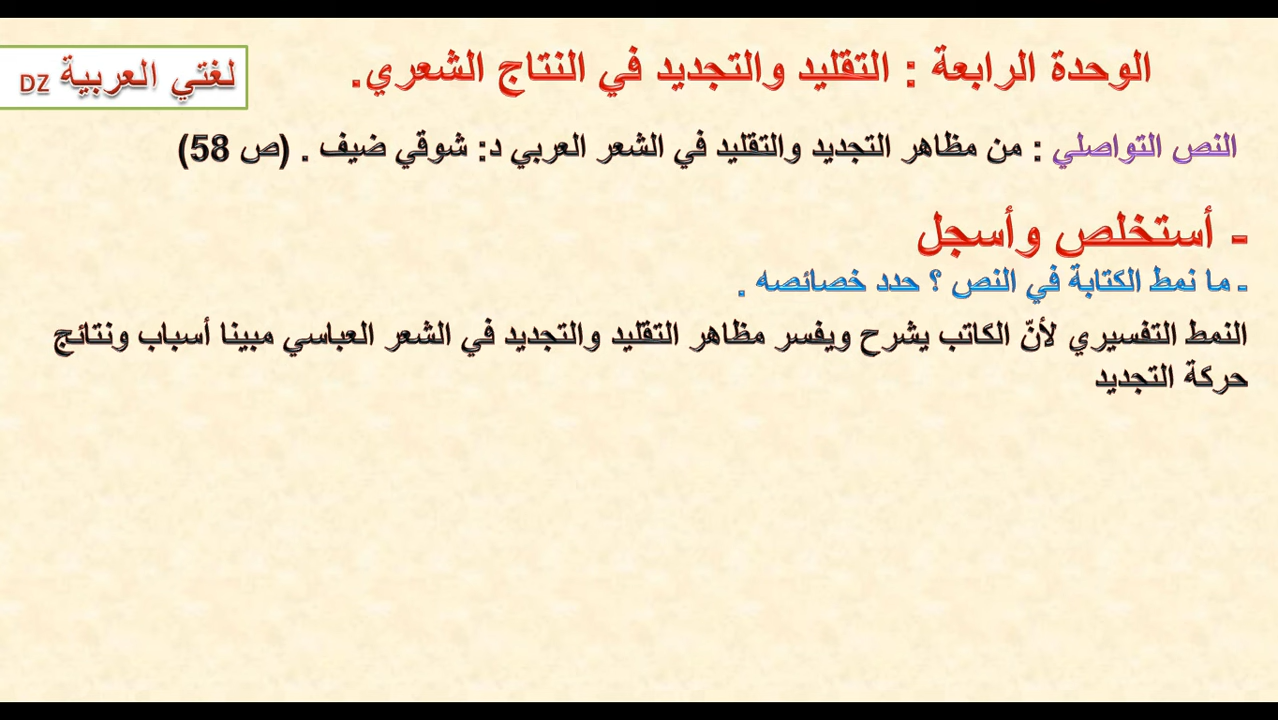 الوحدة الرابعة : التقليد والتجديد في النتاج الشعري.
لغتي العربية DZ
النص التواصلي : من مظاهر التجديد والتقليد في الشعر العربي د: شوقي ضيف . (ص 58)
- أستخلص وأسجل
- ما نمط الكتابة في النص ؟ حدد خصائصه .
النمط التفسيري لأنّ الكاتب يشرح ويفسر مظاهر التقليد والتجديد في الشعر العباسي مبينا أسباب ونتائج
حركة التجديد